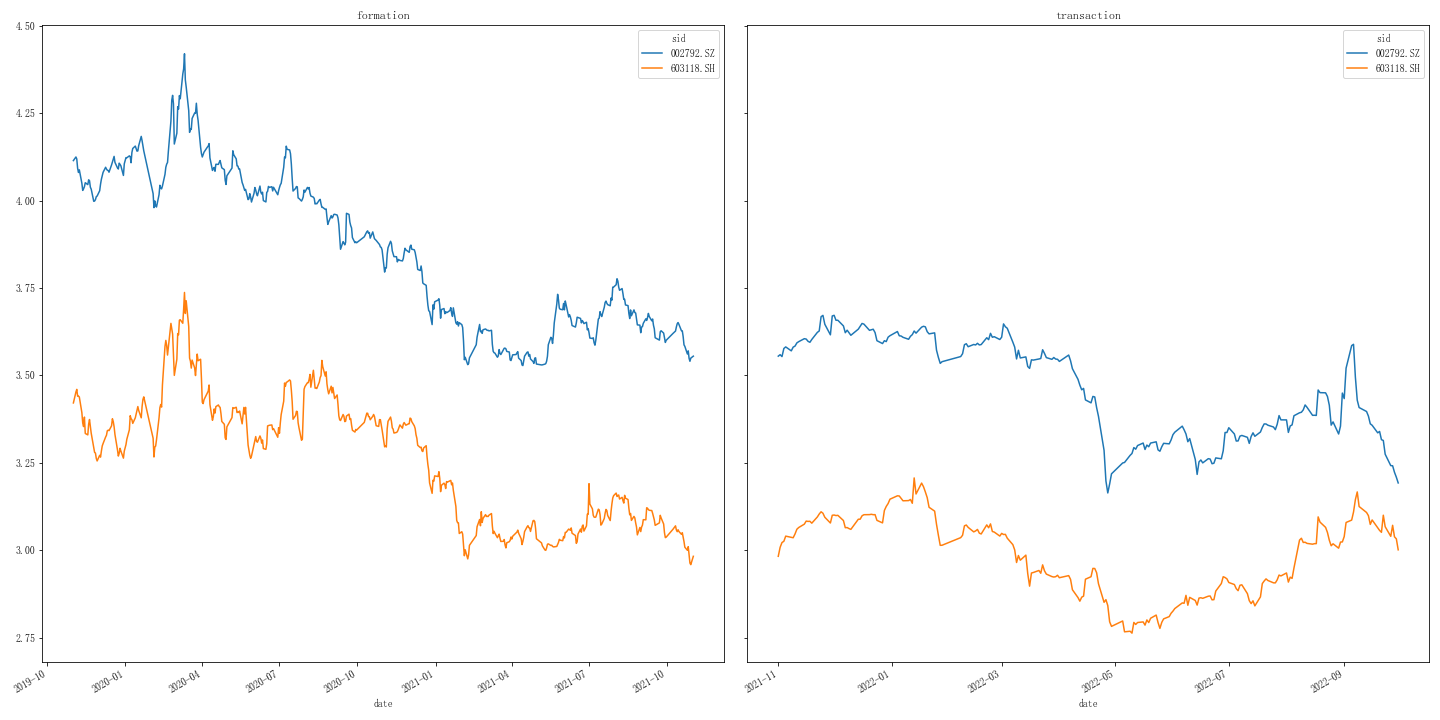 formation
sid
002792.SZ
603118.SH
4.50
4.25
4.00
3.75
3.50
3.25
3.00
2.75
2019-10
2020-01
2020-04
2020-07
2020-10
2021-01
2021-04
2021-07
2021-10
date
transaction
sid
002792.SZ
603118.SH
2021-11
2022-01
2022-03
2022-05
2022-07
2022-09
date